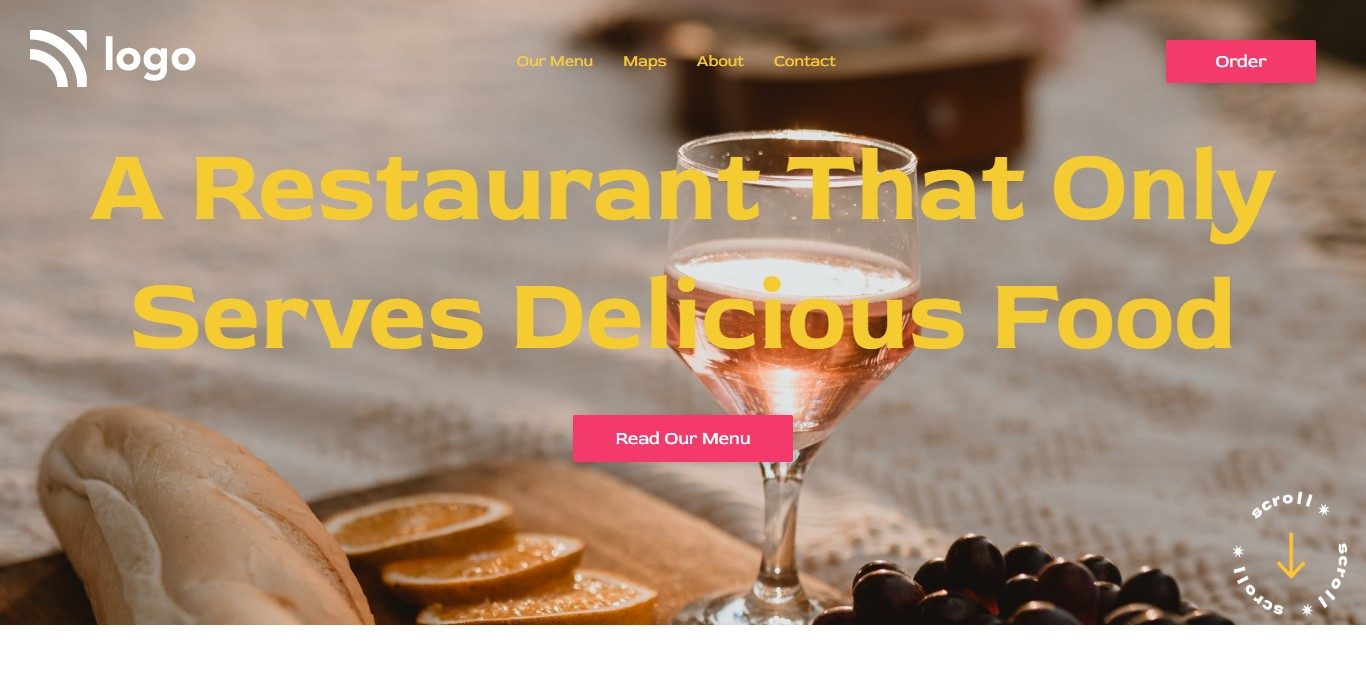 logo
Our Menu Maps About Contact
Order
A Restaurant That Only
Serves Delicious Food
Read Our Menu
scroll * scroll * scroll *